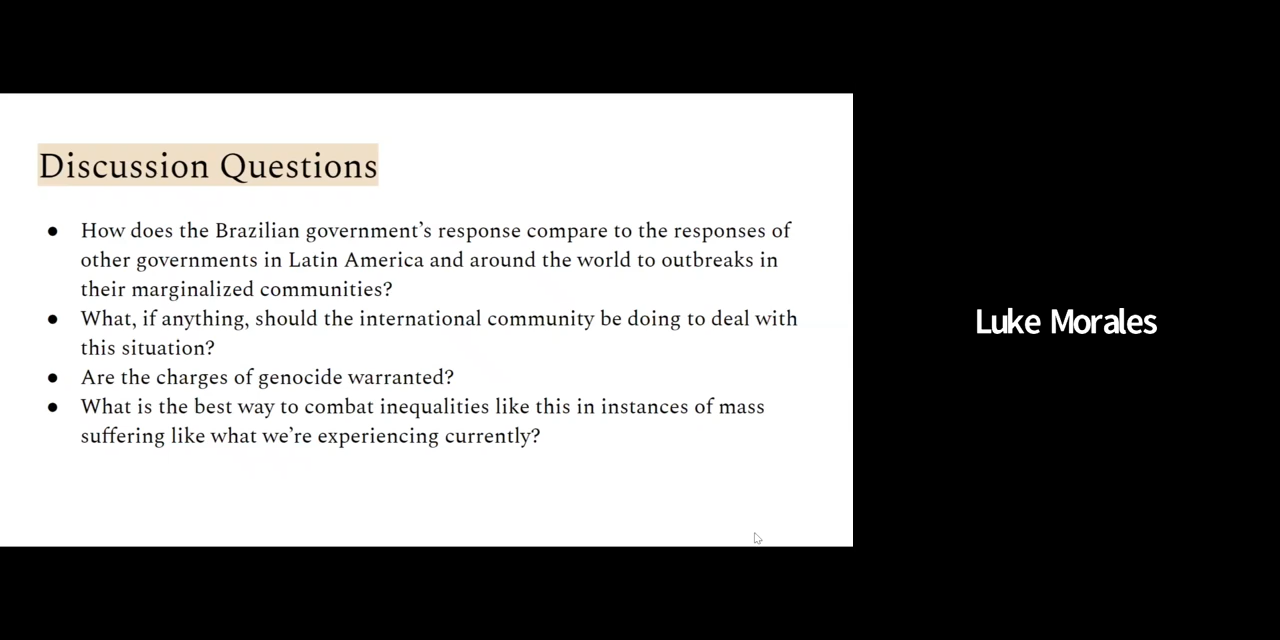 Discussion Questions
● How does the Brazilian government’s response compare to the responses of
other governments in Latin America and around the world to outbreaks in
their marginalized communities?
● What, if anything, should the international community be doing to deal with
this situation?
● Are the charges of genocide warranted?
● What is the best way to combat inequalities like this in instances of mass
suffering like what we’re experiencing currently?
Luke Morales